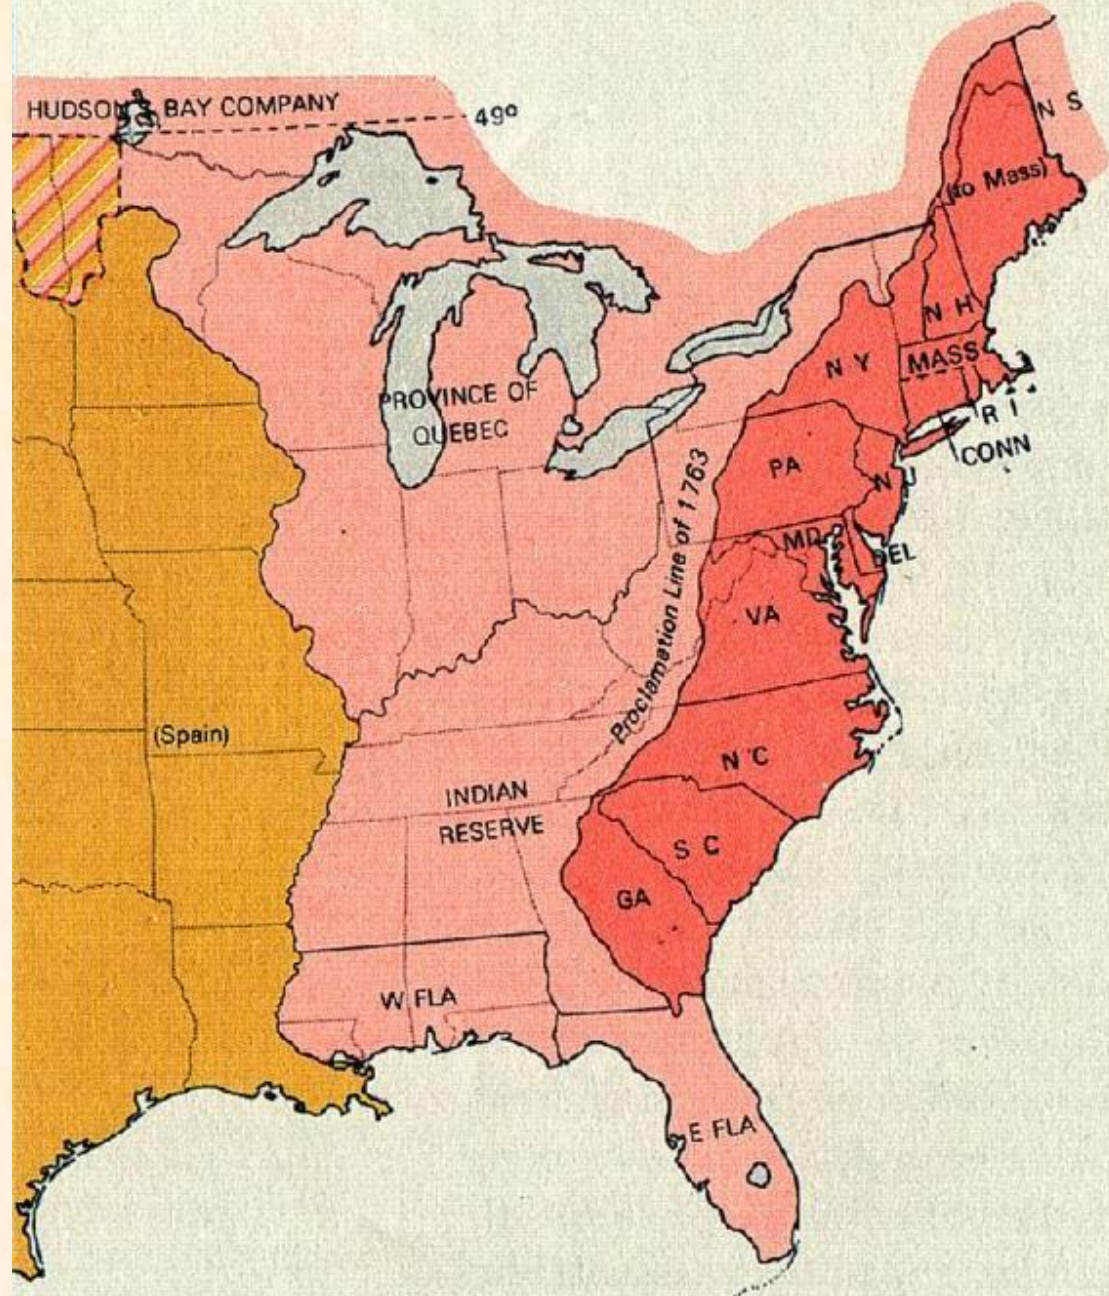 HUDSON'S BAY COMPANY
49°
N S
(to Mass)
N H
N Y
MASS
PROVINCE OF
QUEBEC
R I
CONN
PA
N J
Proclamation Line of 1763
MD
DEL
VA
(Spain)
N C
INDIAN
RESERVE
S C
GA
W FLA
E FLA